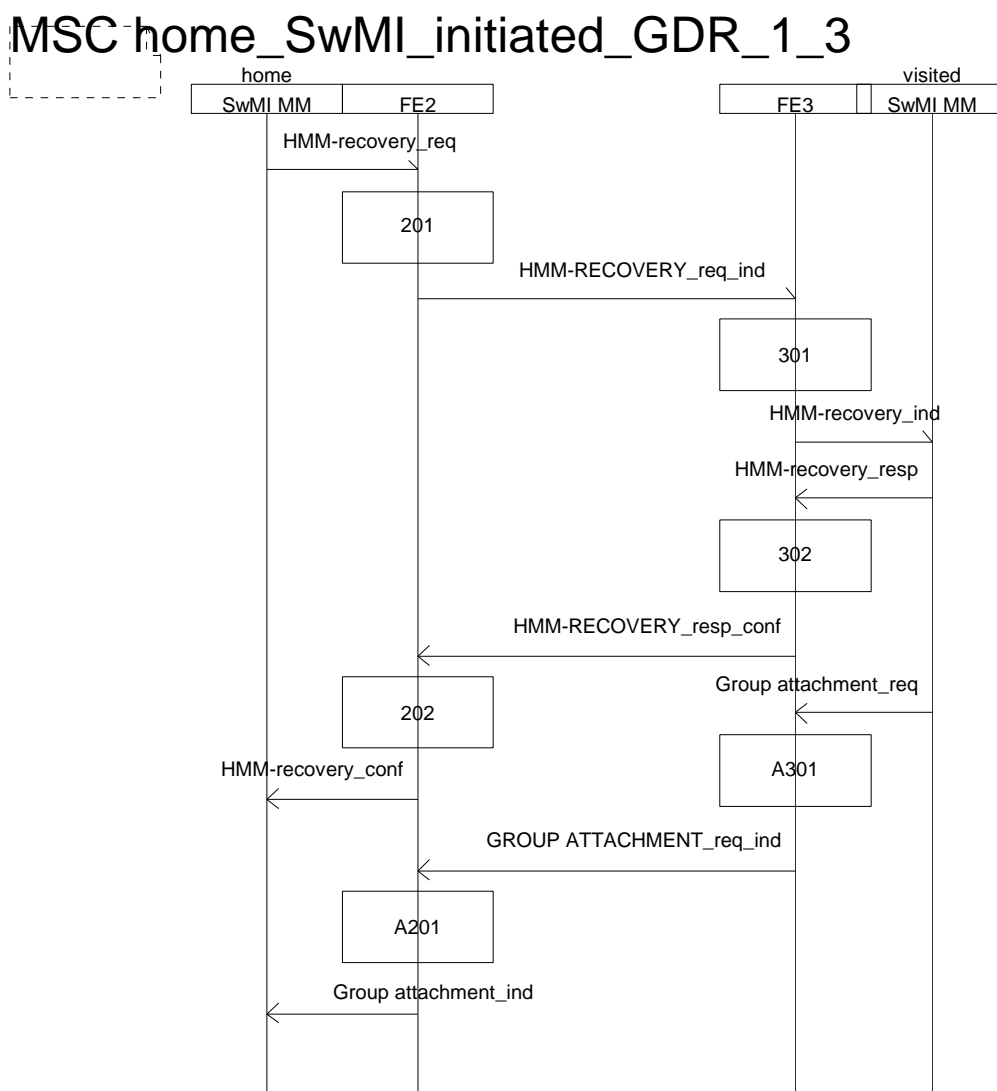 MSC home_SwMI_initiated_GDR_1_3
home
visited
SwMI MM
FE2
FE3
SwMI MM
HMM-recovery_req
201
HMM-RECOVERY_req_ind
301
HMM-recovery_ind
HMM-recovery_resp
302
HMM-RECOVERY_resp_conf
Group attachment_req
202
HMM-recovery_conf
A301
GROUP ATTACHMENT_req_ind
A201
Group attachment_ind